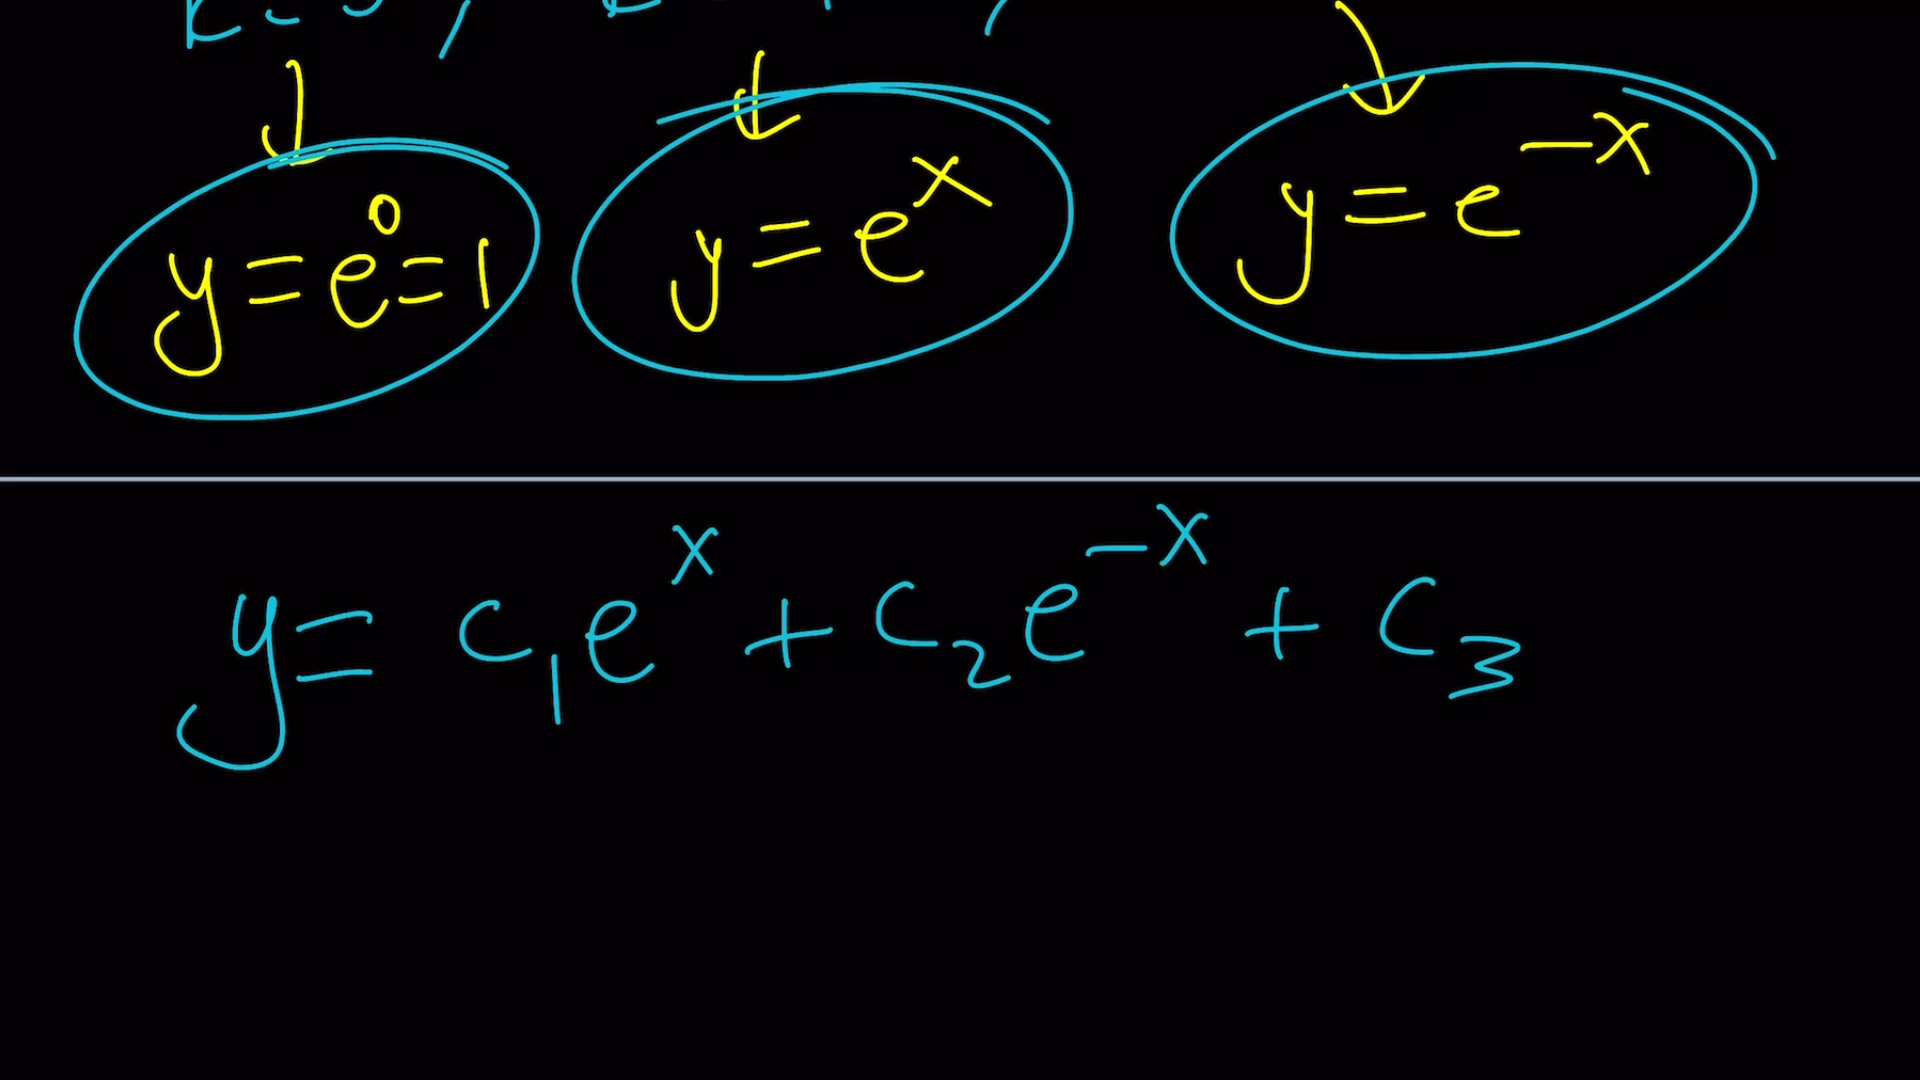 y = e⁰ = 1 y = eˣ y = e⁻ˣ
y = c₁eˣ + c₂e⁻ˣ + c₃